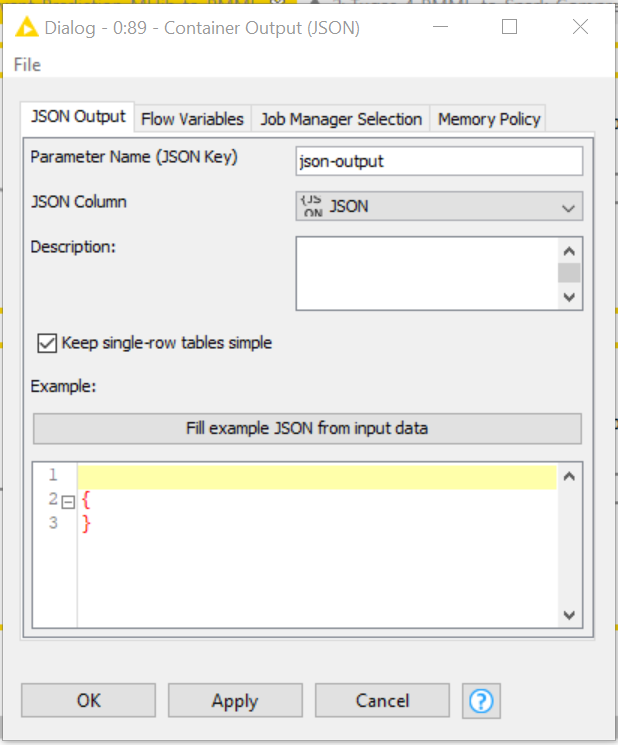 Dialog - 0:89 - Container Output (JSON)
File
JSON Output Flow Variables Job Manager Selection Memory Policy
Parameter Name (JSON Key) json-output
JSON Column {JS ON JSON
Description:
Keep single-row tables simple
Example:
Fill example JSON from input data
1
2 {
3 }
OK Apply Cancel ?